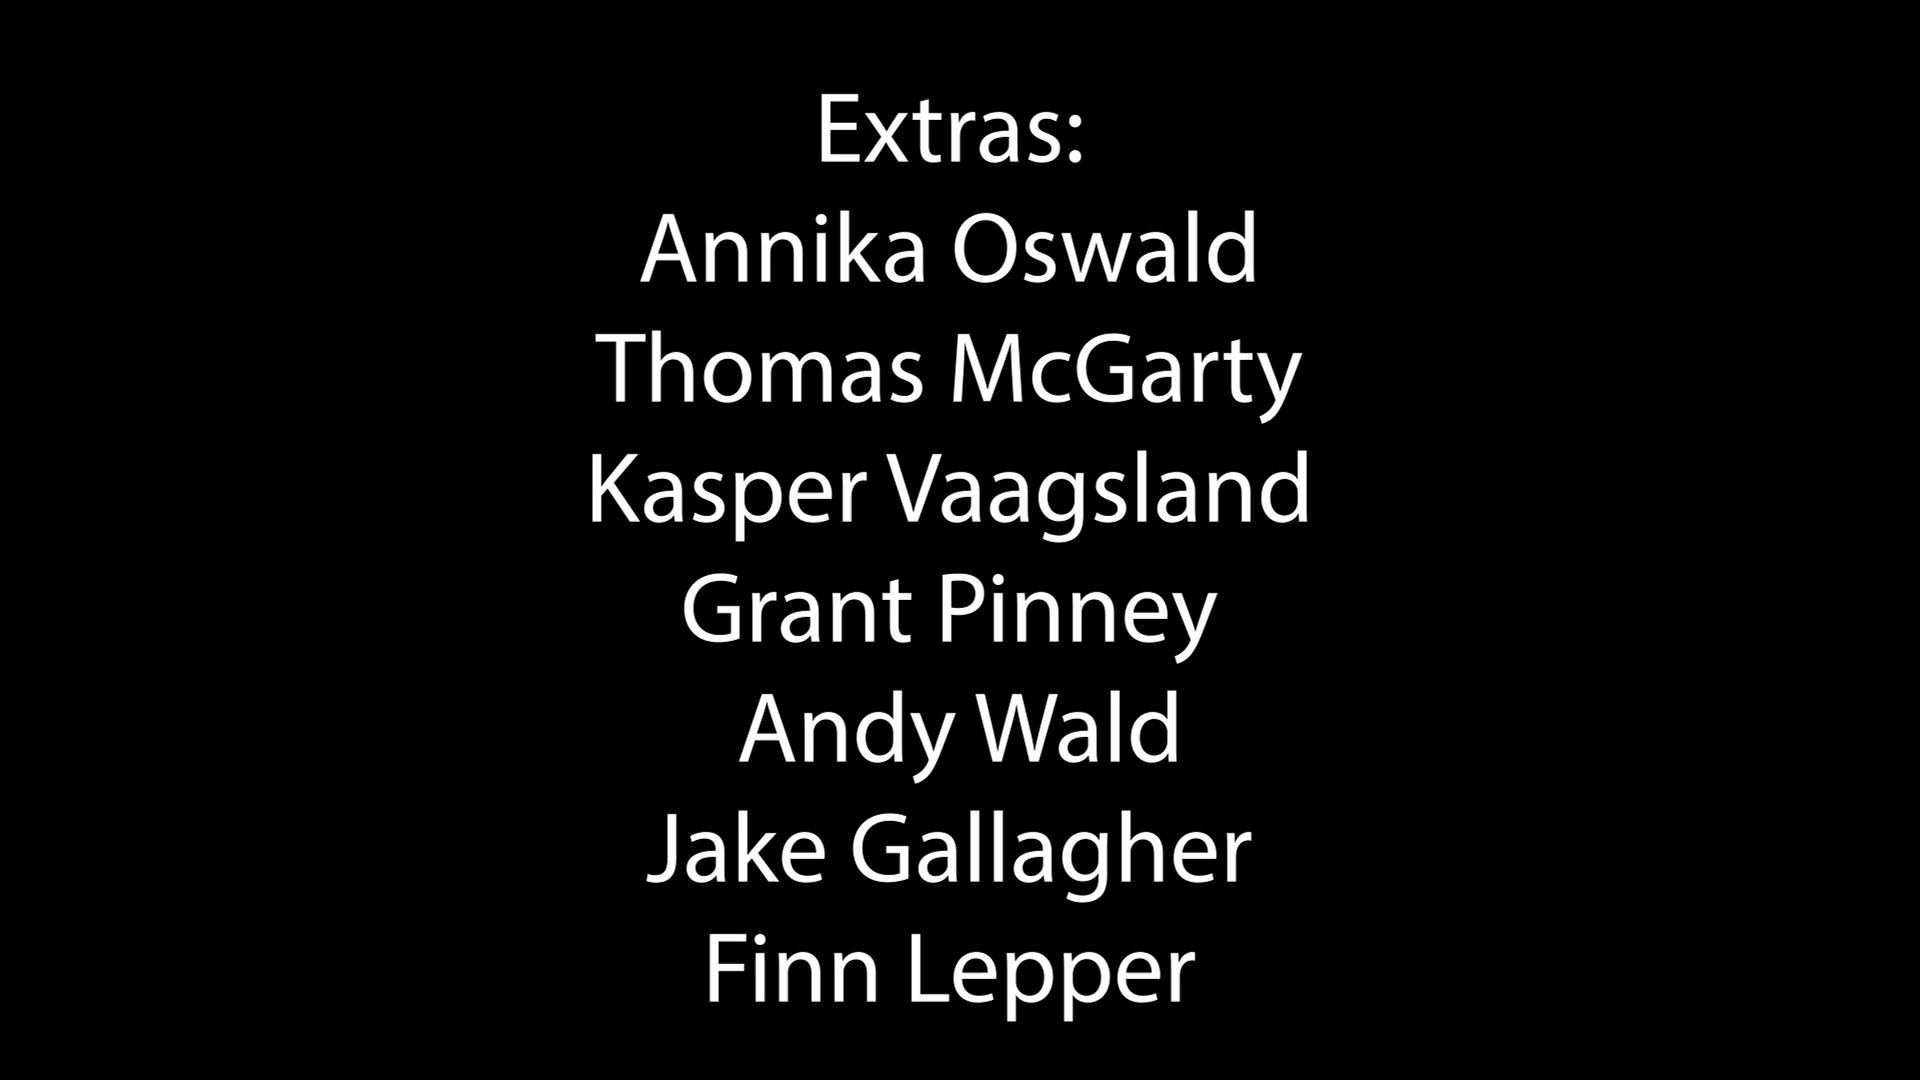 Extras:
Annika Oswald
Thomas McGarty
Kasper Vaagsland
Grant Pinney
Andy Wald
Jake Gallagher
Finn Lepper